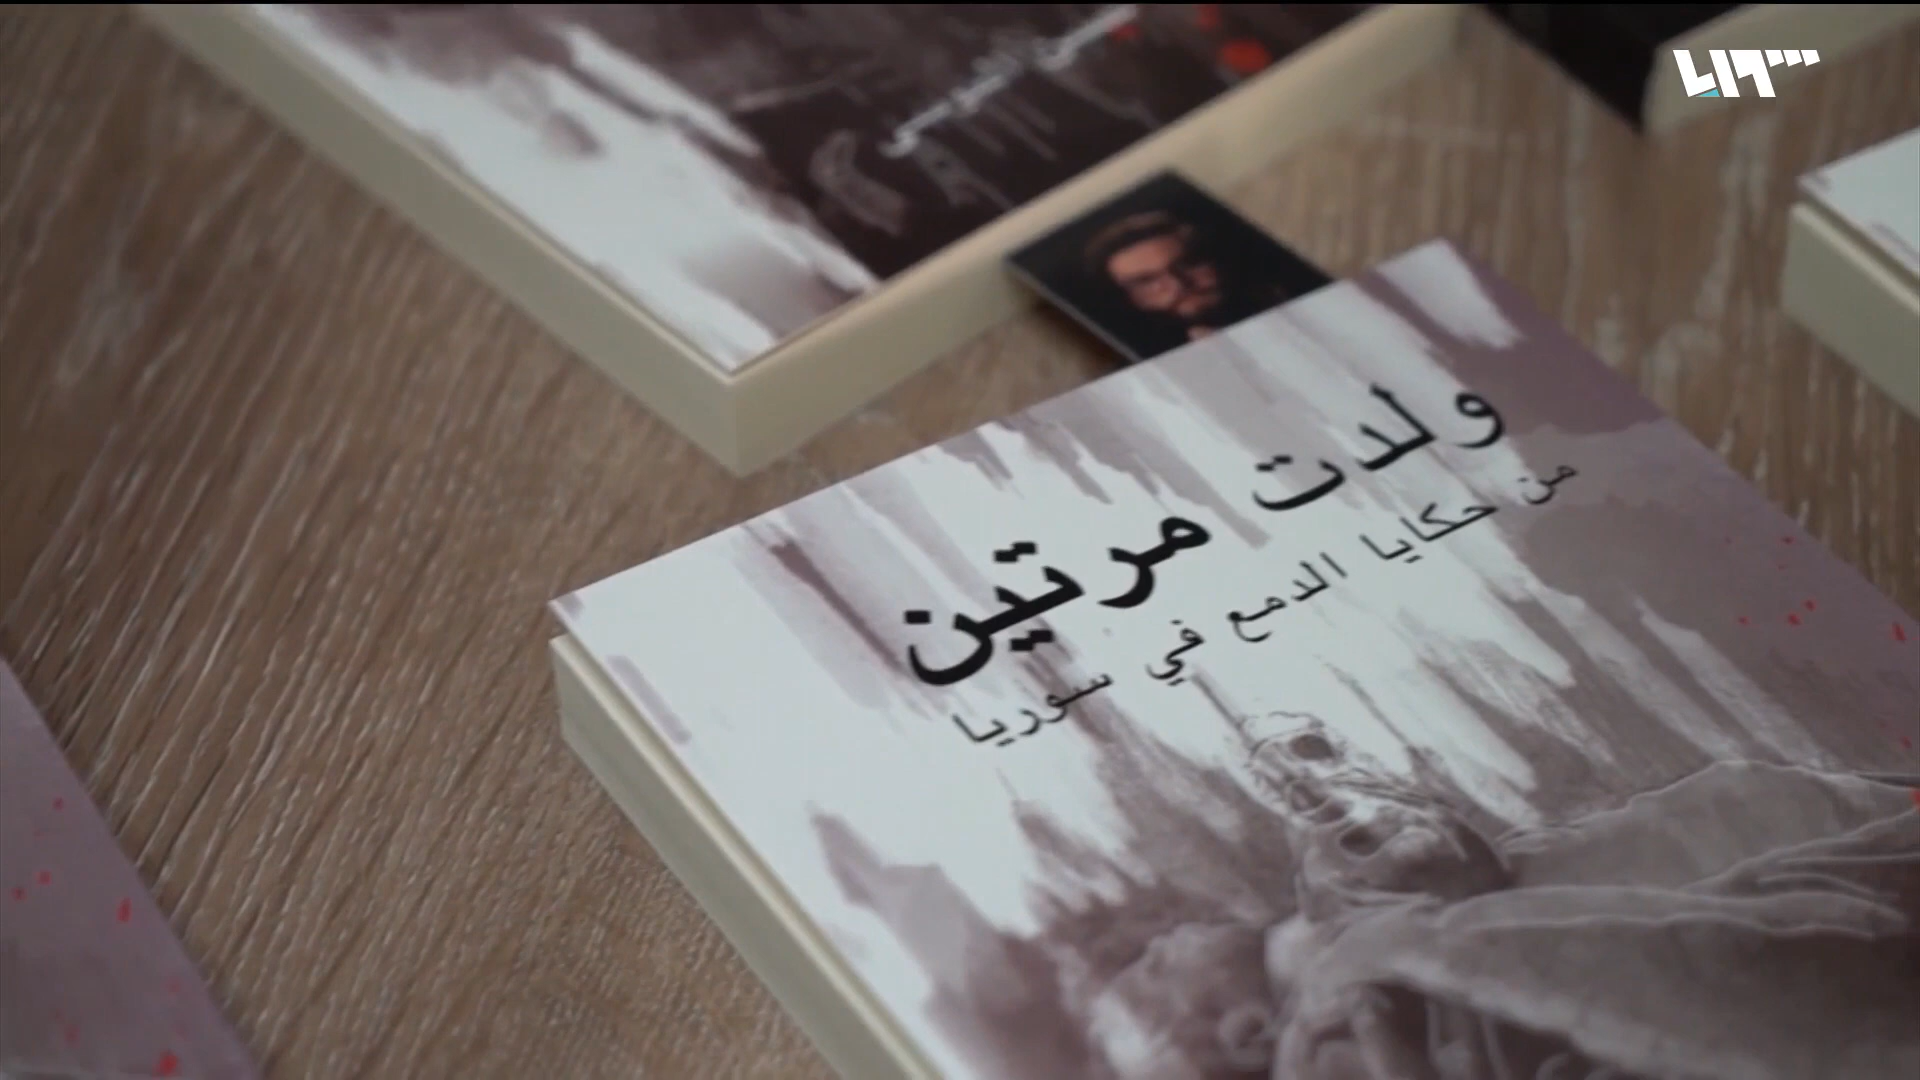 ولدت مرتين
من حكايا الدمع في سوريا